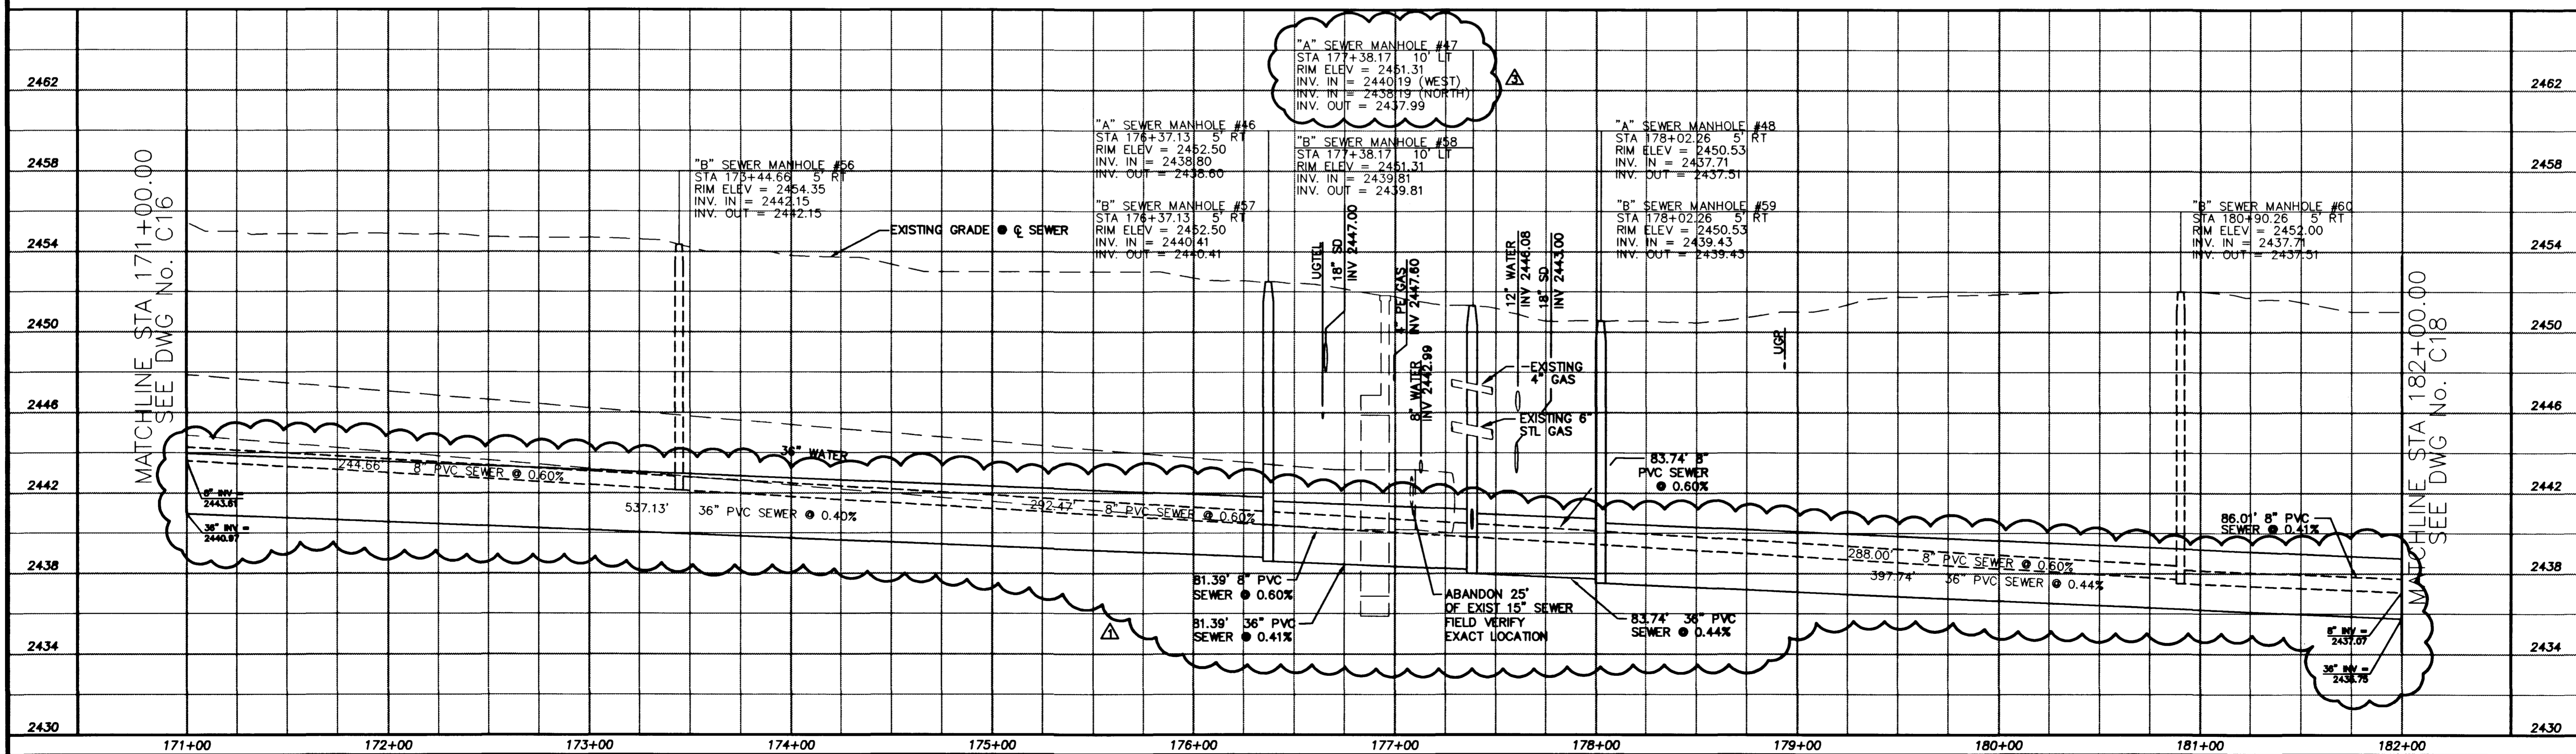 "A" SEWER MANHOLE #47
STA 177+38.17 10' LT
RIM ELEV = 2451.31
INV. IN = 2440.19 (WEST)
INV. IN = 2438.19 (NORTH)
INV. OUT = 2437.99
3
2462
2462
"A" SEWER MANHOLE #46
STA 176+37.13 5' RT
RIM ELEV = 2452.50
INV. IN = 2438.80
INV. OUT = 2438.60
"B" SEWER MANHOLE #58
STA 177+38.17 10' LT
RIM ELEV = 2451.31
INV. IN = 2439.81
INV. OUT = 2439.81
"A" SEWER MANHOLE #48
STA 178+02.26 5' RT
RIM ELEV = 2450.53
INV. IN = 2437.71
INV. OUT = 2437.51
2458
2458
"B" SEWER MANHOLE #56
STA 173+44.66 5' RT
RIM ELEV = 2454.35
INV. IN = 2442.15
INV. OUT = 2442.15
"B" SEWER MANHOLE #57
STA 176+37.13 5' RT
RIM ELEV = 2452.50
INV. IN = 2440.41
INV. OUT = 2440.41
"B" SEWER MANHOLE #59
STA 178+02.26 5' RT
RIM ELEV = 2450.53
INV. IN = 2439.43
INV. OUT = 2439.43
"B" SEWER MANHOLE #60
STA 180+90.26 5' RT
RIM ELEV = 2452.00
INV. IN = 2437.71
INV. OUT = 2437.51
MATCHLINE STA 171+00.00
SEE DWG No. C16
EXISTING GRADE @ ℄ SEWER
2454
2454
UGTEL
18" SD
INV 2447.00
4" PE GAS
INV 2447.60
8" WATER
INV 2442.99
12" WATER
INV 2446.08
18" SD
INV 2443.00
UGP
MATCHLINE STA 182+00.00
SEE DWG No. C18
2450
2450
EXISTING
4" GAS
2446
2446
EXISTING 6"
STL GAS
36" WATER
244.66' 8" PVC SEWER @ 0.60%
83.74' 8"
PVC SEWER
@ 0.60%
2442
2442
8" INV =
2443.61
537.13' 36" PVC SEWER @ 0.40%
292.47' 8" PVC SEWER @ 0.60%
36" INV =
2440.97
86.01' 8" PVC
SEWER @ 0.41%
288.00' 8" PVC SEWER @ 0.60%
397.74' 36" PVC SEWER @ 0.44%
2438
2438
81.39' 8" PVC
SEWER @ 0.60%
ABANDON 25'
OF EXIST 15" SEWER
FIELD VERIFY
EXACT LOCATION
81.39' 36" PVC
SEWER @ 0.41%
83.74' 36" PVC
SEWER @ 0.44%
1
8" INV =
2437.07
36" INV =
2435.75
2434
2434
2430
2430
171+00
172+00
173+00
174+00
175+00
176+00
177+00
178+00
179+00
180+00
181+00
182+00